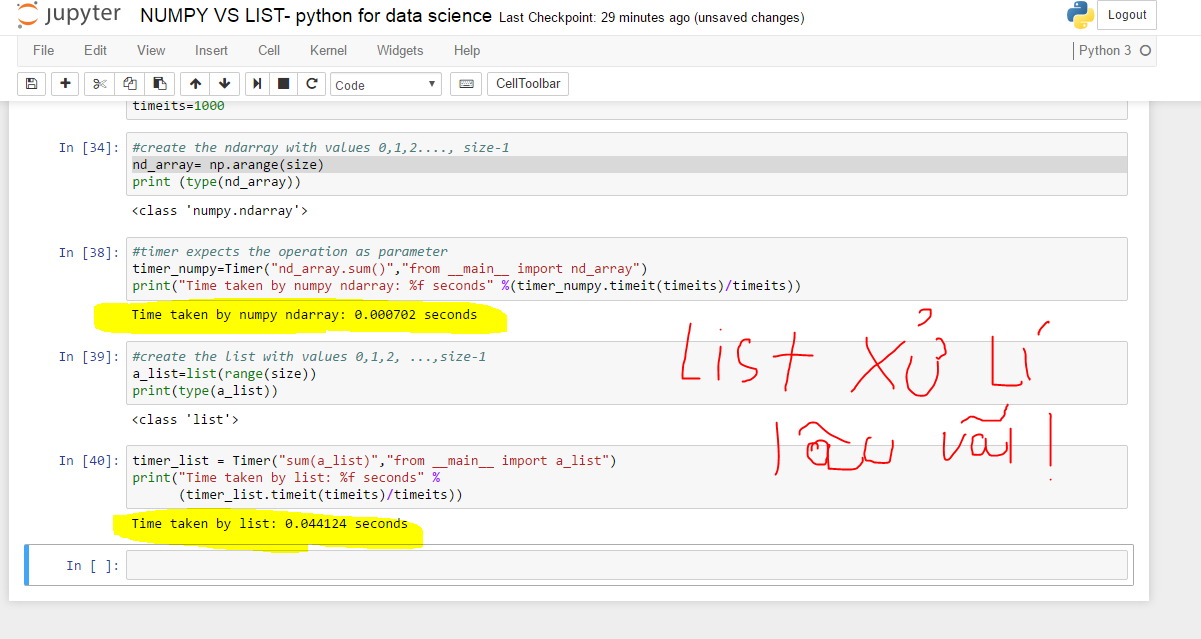 jupyter NUMPY VS LIST- python for data science Last Checkpoint: 29 minutes ago (unsaved changes) Logout
File Edit View Insert Cell Kernel Widgets Help Python 3
Code CellToolbar
timeits=1000
In [34]: #create the ndarray with values 0,1,2...., size-1
nd_array= np.arange(size)
print (type(nd_array))
<class 'numpy.ndarray'>
In [38]: #timer expects the operation as parameter
timer_numpy=Timer("nd_array.sum()","from __main__ import nd_array")
print("Time taken by numpy ndarray: %f seconds" %(timer_numpy.timeit(timeits)/timeits))
Time taken by numpy ndarray: 0.000702 seconds
In [39]: #create the list with values 0,1,2, ...,size-1
a_list=list(range(size))
print(type(a_list))
<class 'list'>
List xử lí
lâu vãi!
In [40]: timer_list = Timer("sum(a_list)","from __main__ import a_list")
print("Time taken by list: %f seconds" %
(timer_list.timeit(timeits)/timeits))
Time taken by list: 0.044124 seconds
In [ ]: